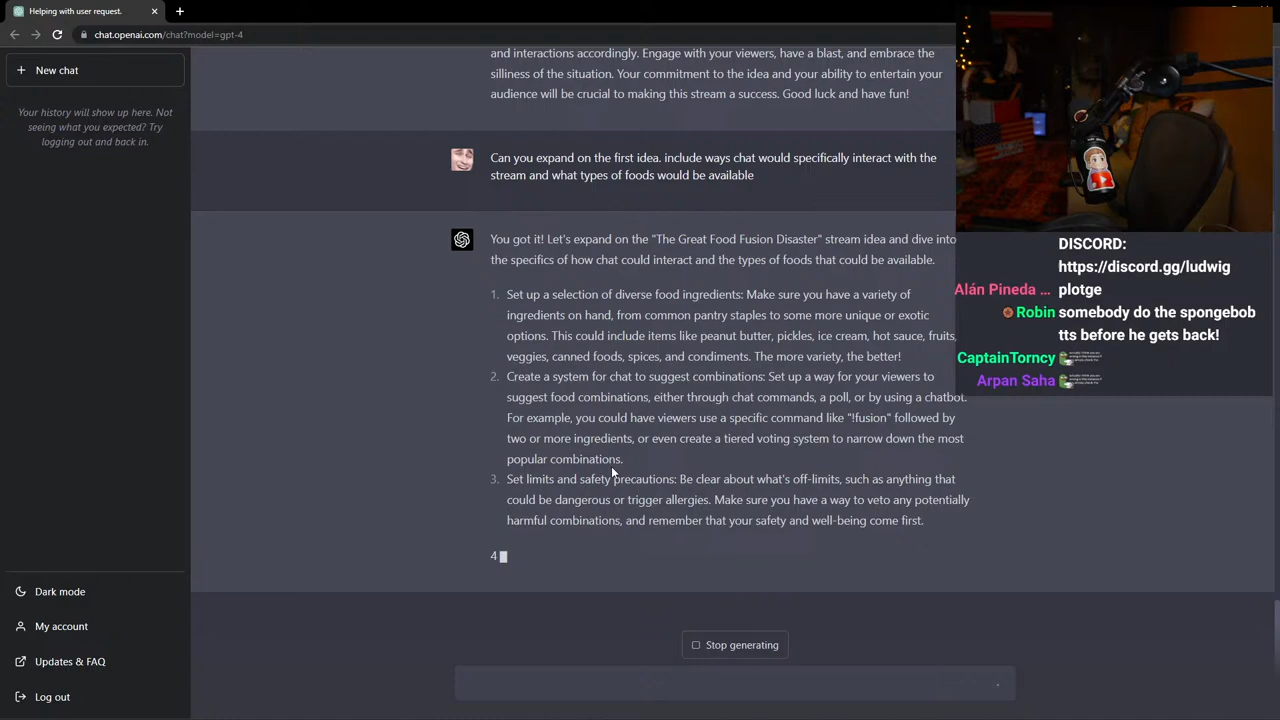 Helping with user request.
chat.openai.com/chat?model=gpt-4
New chat
Your history will show up here. Not
seeing what you expected? Try
logging out and back in.
Dark mode
My account
Updates & FAQ
Log out
and interactions accordingly. Engage with your viewers, have a blast, and embrace the
silliness of the situation. Your commitment to the idea and your ability to entertain your
audience will be crucial to making this stream a success. Good luck and have fun!
Can you expand on the first idea. include ways chat would specifically interact with the
stream and what types of foods would be available
You got it! Let's expand on the "The Great Food Fusion Disaster" stream idea and dive into
the specifics of how chat could interact and the types of foods that could be available.
1. Set up a selection of diverse food ingredients: Make sure you have a variety of
ingredients on hand, from common pantry staples to some more unique or exotic
options. This could include items like peanut butter, pickles, ice cream, hot sauce, fruits,
veggies, canned foods, spices, and condiments. The more variety, the better!
2. Create a system for chat to suggest combinations: Set up a way for your viewers to
suggest food combinations, either through chat commands, a poll, or by using a chatbot.
For example, you could have viewers use a specific command like "!fusion" followed by
two or more ingredients, or even create a tiered voting system to narrow down the most
popular combinations.
3. Set limits and safety precautions: Be clear about what's off-limits, such as anything that
could be dangerous or trigger allergies. Make sure you have a way to veto any potentially
harmful combinations, and remember that your safety and well-being come first.
4
Stop generating
DISCORD:
https://discord.gg/ludwig
Alán Pineda ... plotge
Robin somebody do the spongebob
tts before he gets back!
CaptainTorncy
Arpan Saha